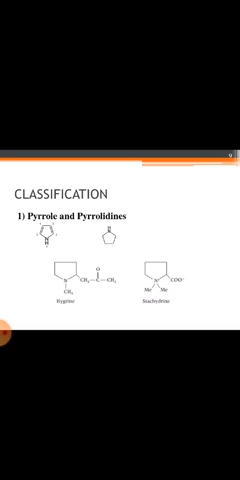 9
CLASSIFICATION
1) Pyrrole and Pyrrolidines
N
H
H
N
O
N CH₂—C—CH₃
CH₃
Hygrine
N⁺ COO⁻
Me Me
Stachydrine